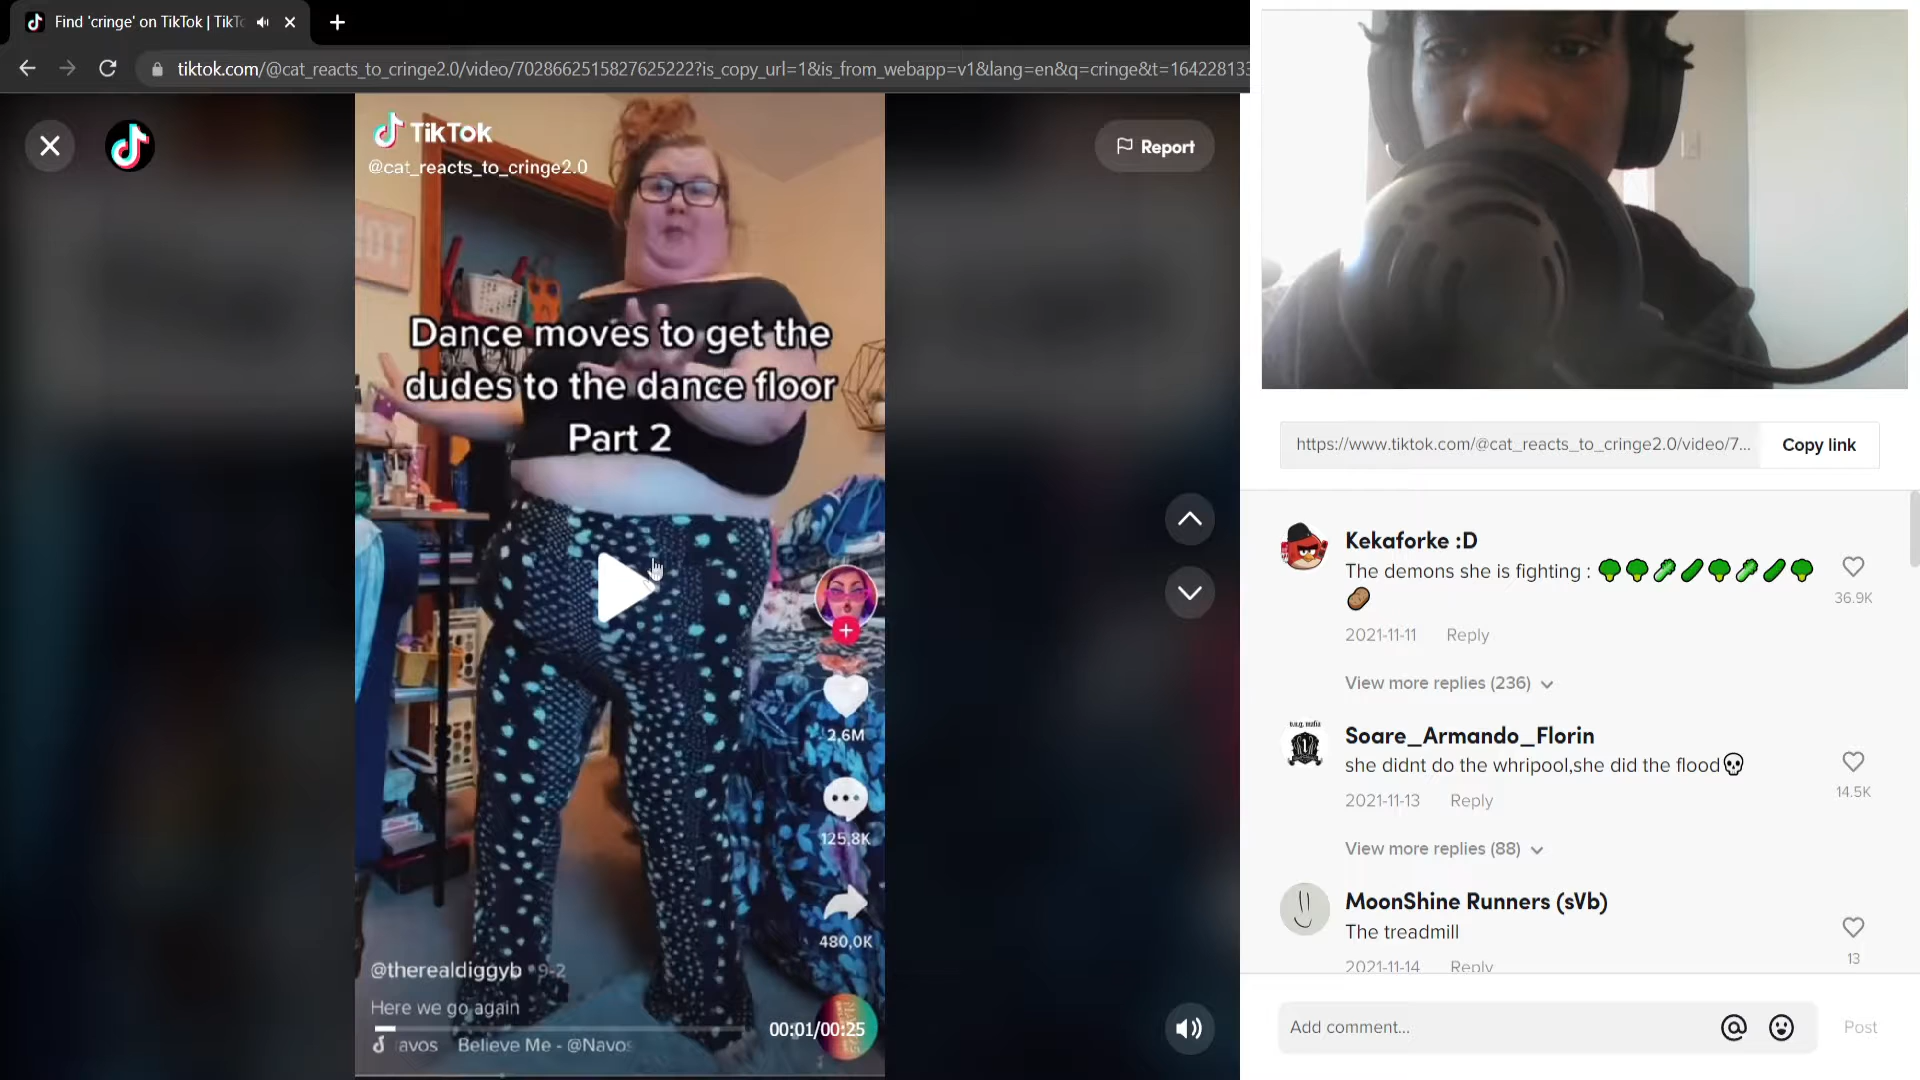 Find 'cringe' on TikTok | TikTo
tiktok.com/@cat_reacts_to_cringe2.0/video/7028662515827625222?is_copy_url=1&is_from_webapp=v1&lang=en&q=cringe&t=164228133
TikTok
@cat_reacts_to_cringe2.0
Report
Dance moves to get the
dudes to the dance floor
Part 2
2,6M
125,8K
480,0K
@therealdiggyb · 9-2
Here we go again
00:01/00:25
avos Believe Me - @Navos
https://www.tiktok.com/@cat_reacts_to_cringe2.0/video/7...
Copy link
Kekaforke :D
The demons she is fighting : 🥦🥦🥬🥒🥦🥬🥒🥦
🥔
36.9K
2021-11-11 Reply
View more replies (236)
Soare_Armando_Florin
she didnt do the whripool,she did the flood💀
14.5K
2021-11-13 Reply
View more replies (88)
MoonShine Runners (sVb)
The treadmill
13
2021-11-14 Reply
Add comment...
Post